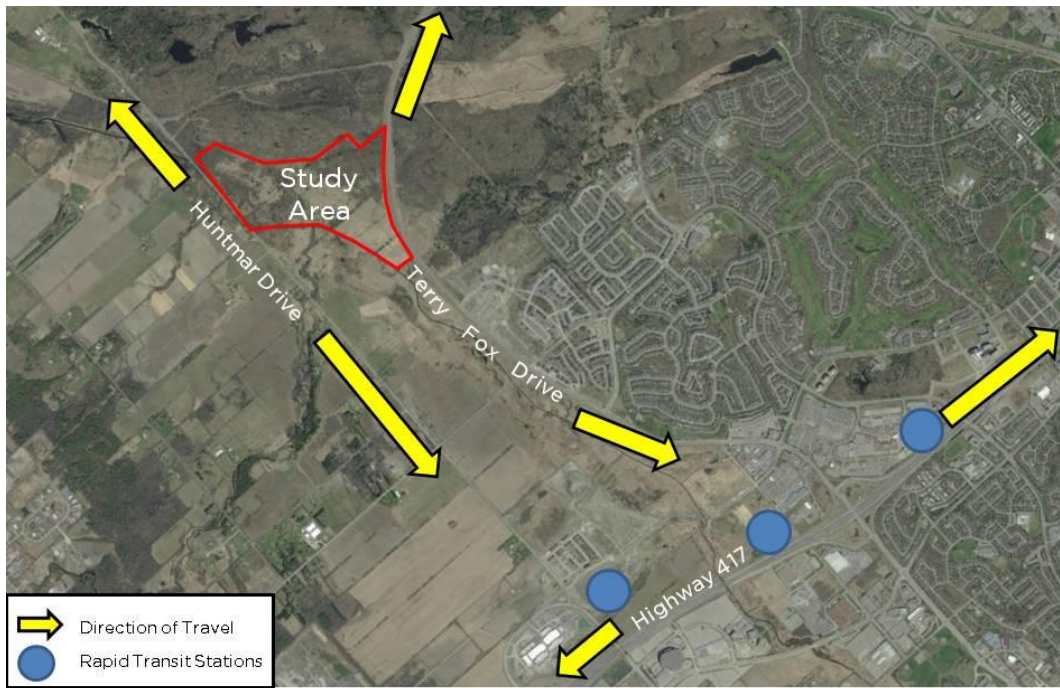 Study
Area
Huntmar Drive
Terry Fox Drive
Highway 417
Direction of Travel
Rapid Transit Stations